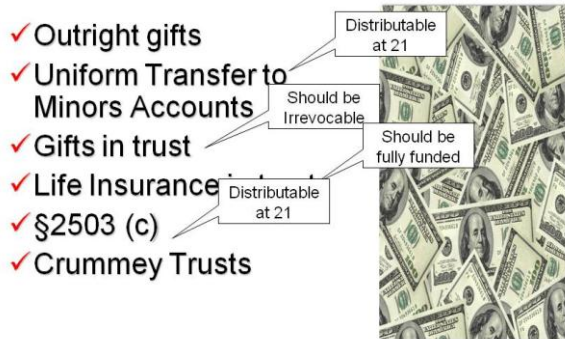 Outright gifts
Distributable
at 21
Uniform Transfer to
Minors Accounts
Should be
Irrevocable
Gifts in trust
Should be
fully funded
Life Insurance in
Distributable
at 21
§2503 (c)
Crummey Trusts